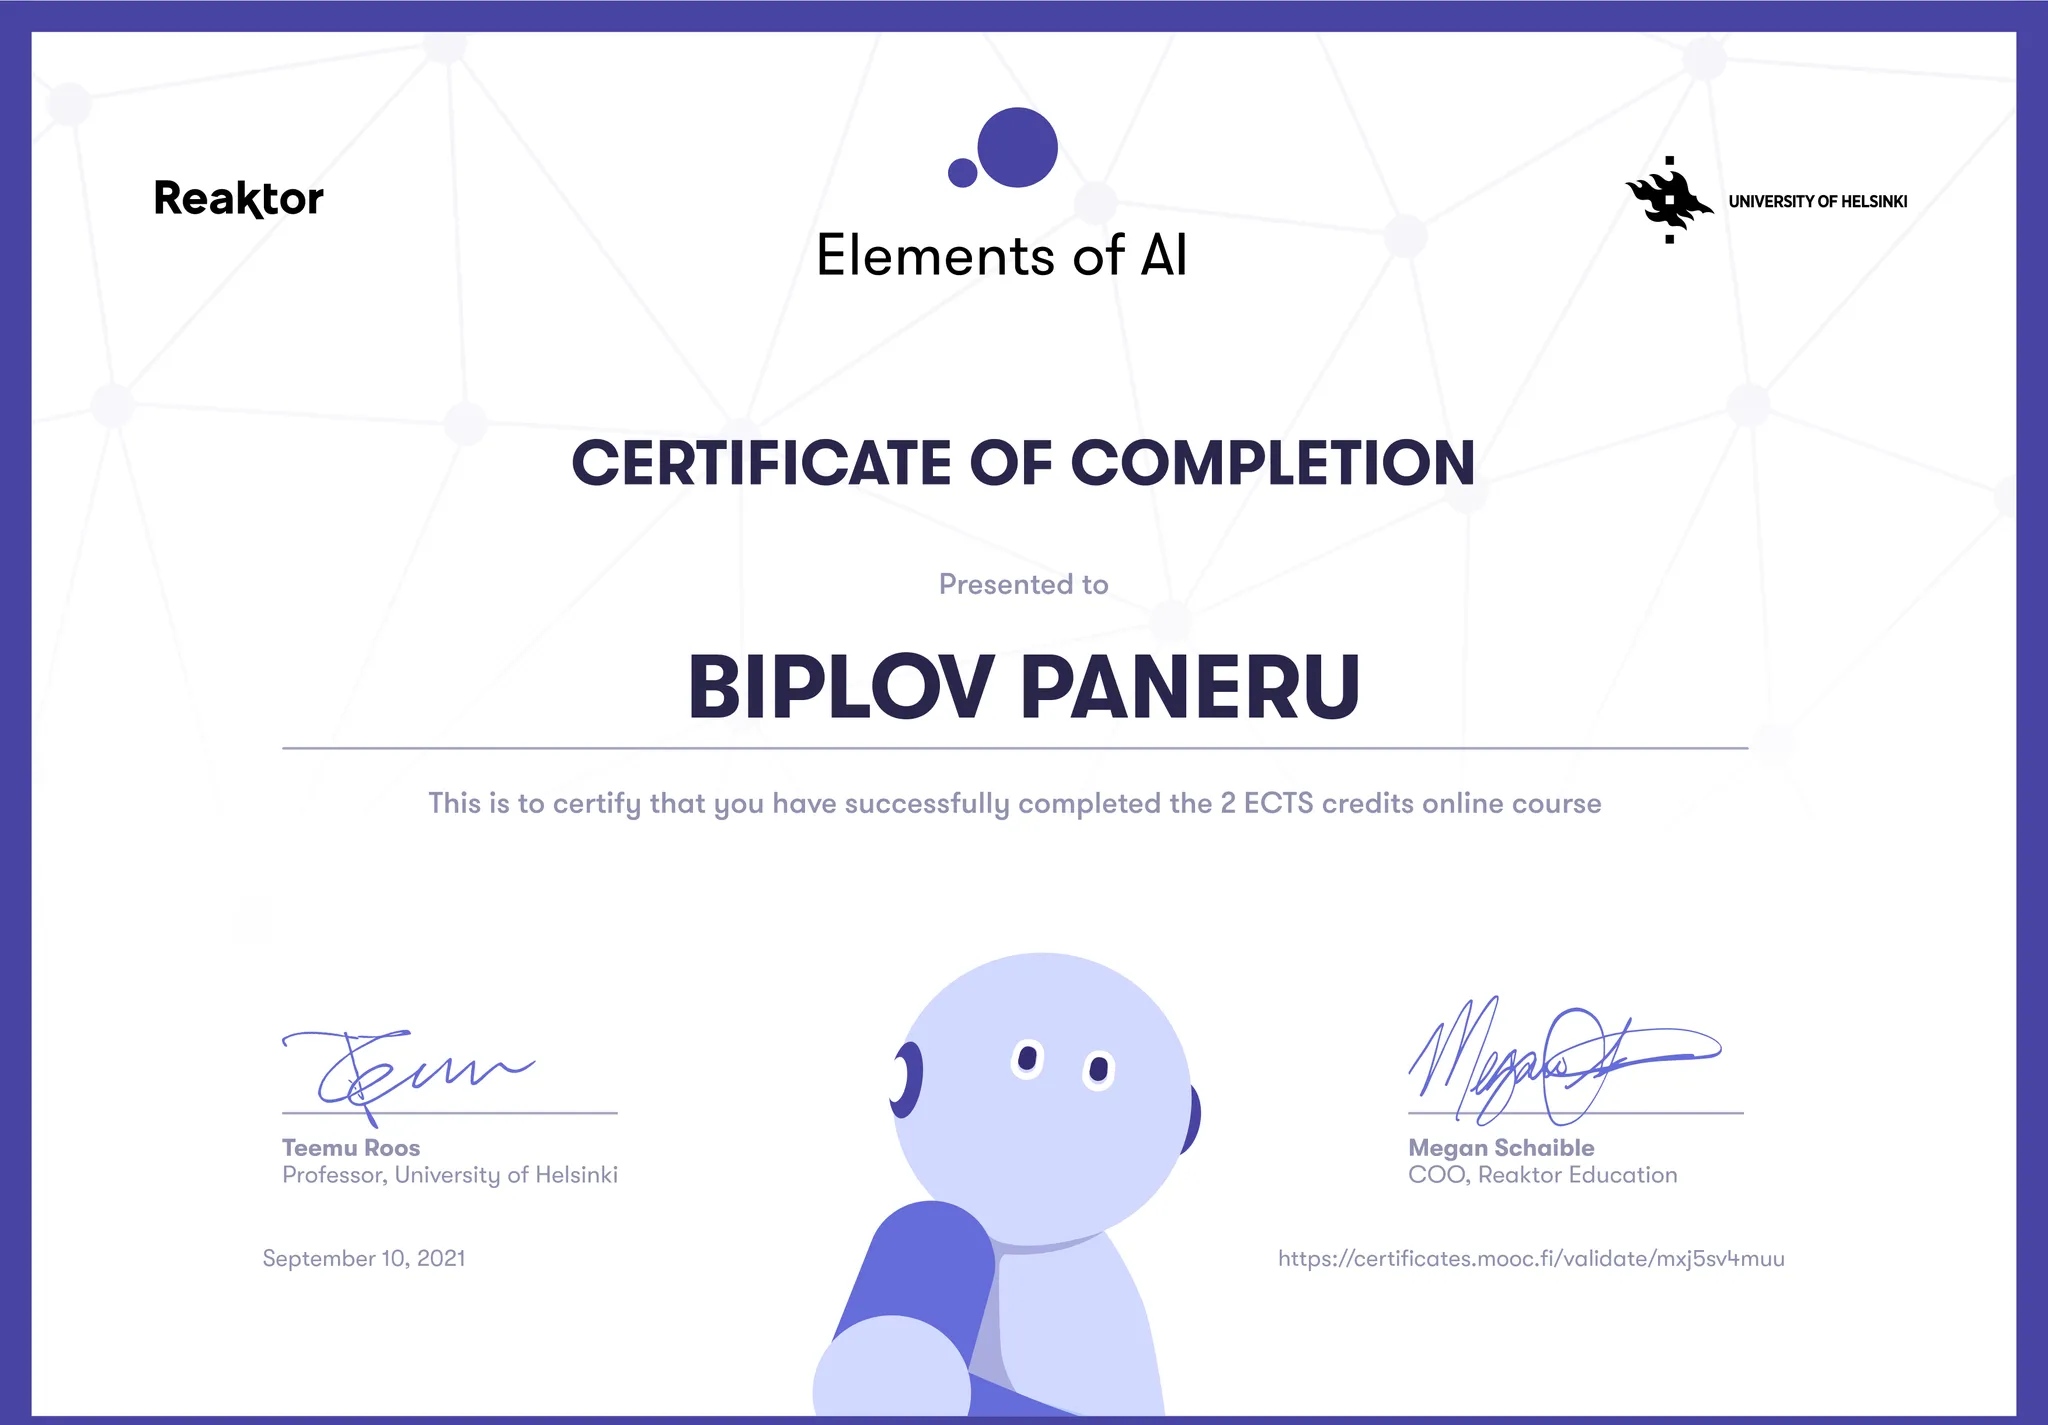 Reaktor
Elements of AI
UNIVERSITY OF HELSINKI
CERTIFICATE OF COMPLETION
Presented to
BIPLOV PANERU
This is to certify that you have successfully completed the 2 ECTS credits online course
Teemu Roos
Professor, University of Helsinki
Megan Schaible
COO, Reaktor Education
September 10, 2021
https://certificates.mooc.fi/validate/mxj5sv4muu